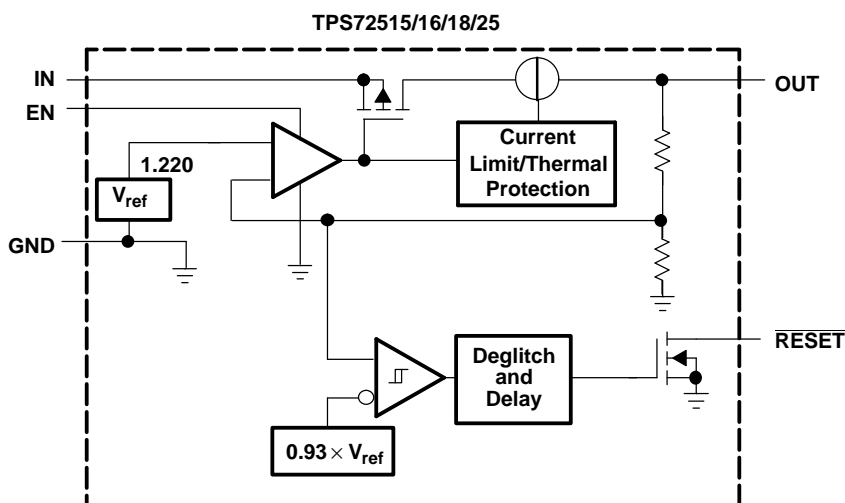 TPS72515/16/18/25
IN
OUT
EN
Current
Limit/Thermal
Protection
1.220
Vref
GND
RESET
Deglitch
and
Delay
0.93 × Vref